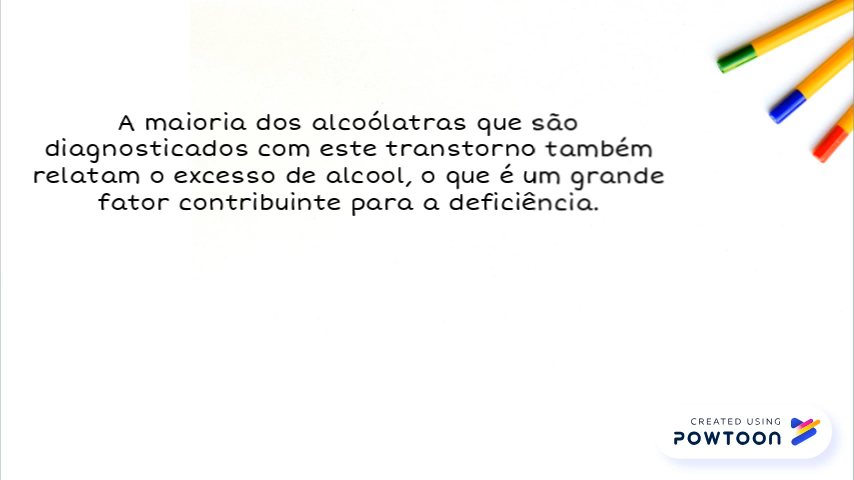 A maioria dos alcoólatras que são
diagnosticados com este transtorno também
relatam o excesso de alcool, o que é um grande
fator contribuinte para a deficiência.
CREATED USING
POWTOON